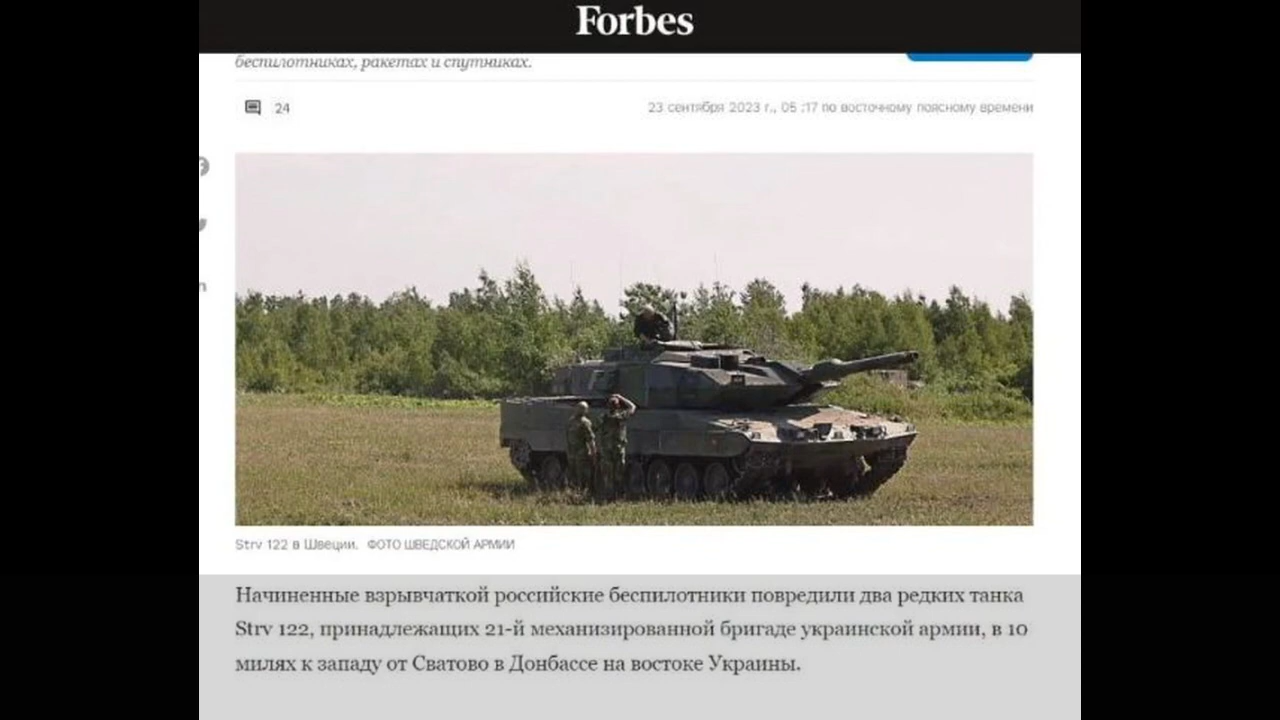 Forbes
беспилотниках, ракетах и спутниках.
24
23 сентября 2023 г., 05 :17 по восточному поясному времени
Strv 122 в Швеции. ФОТО ШВЕДСКОЙ АРМИИ
Начиненные взрывчаткой российские беспилотники повредили два редких танка
Strv 122, принадлежащих 21-й механизированной бригаде украинской армии, в 10
милях к западу от Сватово в Донбассе на востоке Украины.